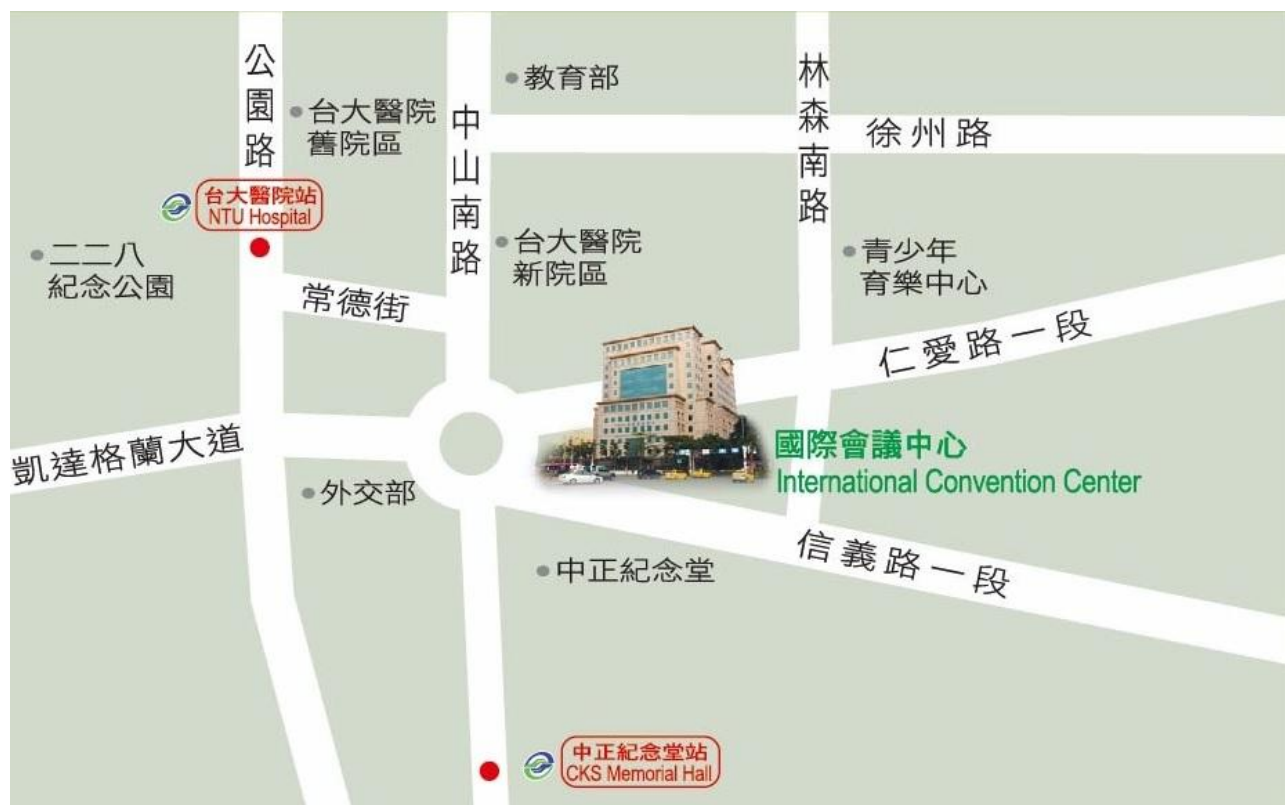 公園路
台大醫院
舊院區
中山南路
教育部
林森南路
徐州路
台大醫院站
NTU Hospital
二二八
紀念公園
常德街
台大醫院
新院區
青少年
育樂中心
仁愛路一段
凱達格蘭大道
外交部
國際會議中心
International Convention Center
信義路一段
中正紀念堂
中正紀念堂站
CKS Memorial Hall